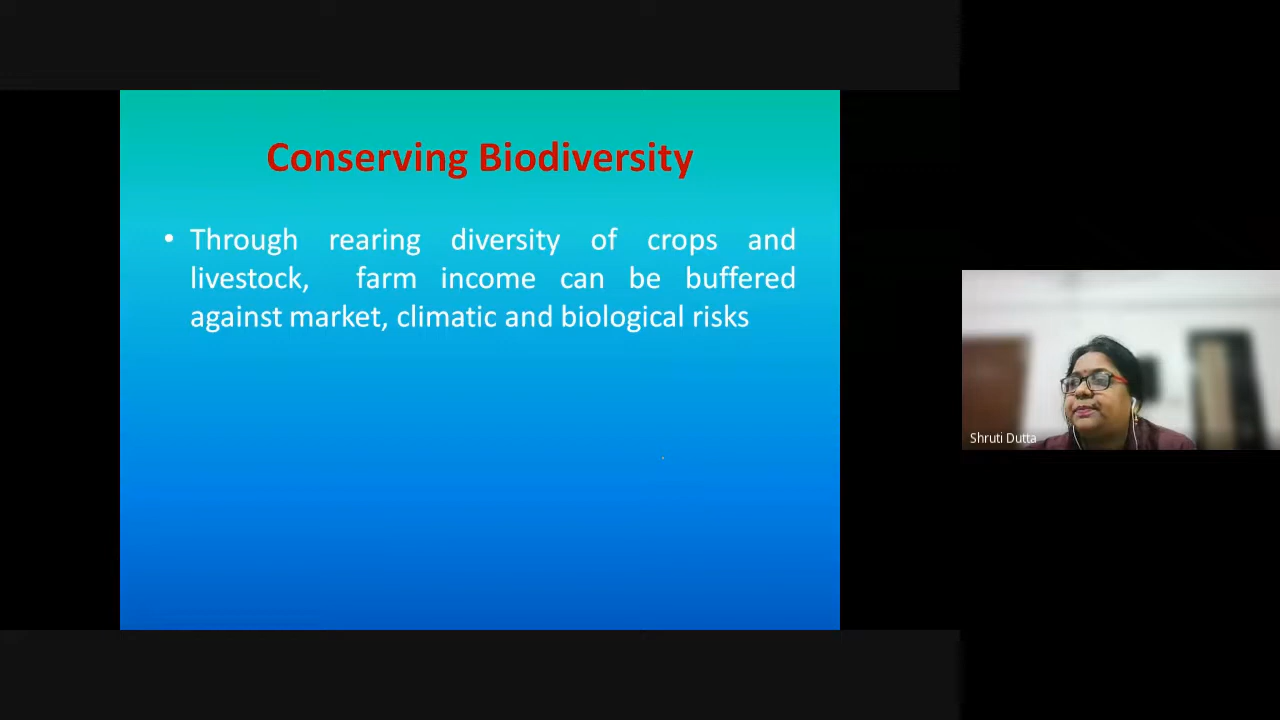 Conserving Biodiversity
• Through rearing diversity of crops and
livestock, farm income can be buffered
against market, climatic and biological risks
Shruti Dutta